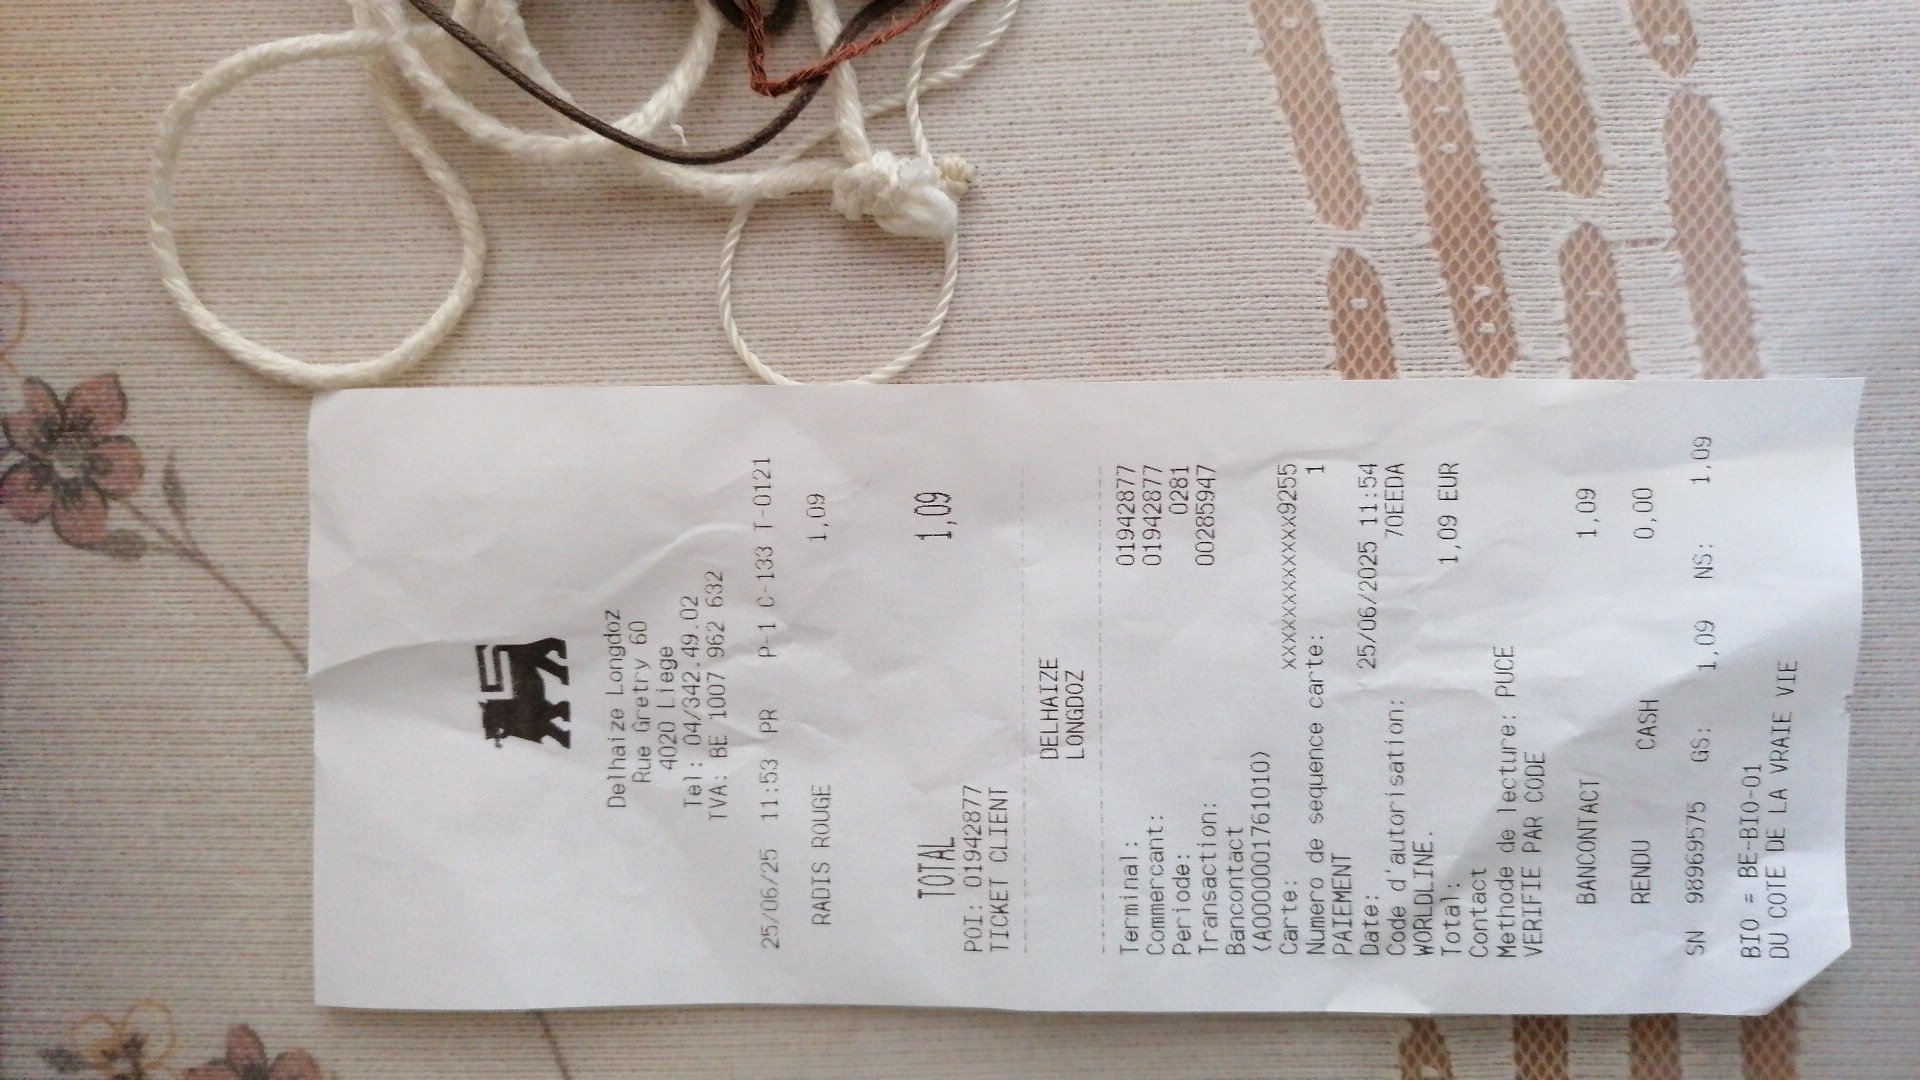 Delhaize Longdoz
Rue Gretry 60
4020 Liege
Tel: 04/342.49.02
TVA: BE 1007 962 632
25/06/25 11:53 PR P-1 C-133 T-0121
RADIS ROUGE 1,09
TOTAL 1,09
POI: 01942877
TICKET CLIENT
DELHAIZE
LONGDOZ
Terminal: 01942877
Commercant: 01942877
Periode: 0281
Transaction: 00285947
Bancontact
(A0000001761010)
Carte: xxxxxxxxxxxxx9255
Numero de sequence carte: 1
PAIEMENT
Date: 25/06/2025 11:54
Code d'autorisation: 70EEDA
WORLDLINE.
Total: 1,09 EUR
Contact
Methode de lecture: PUCE
VERIFIE PAR CODE
BANCONTACT 1,09
RENDU CASH 0,00
SN 98969575 GS: 1,09 NS: 1,09
BIO = BE-BIO-01
DU COTE DE LA VRAIE VIE